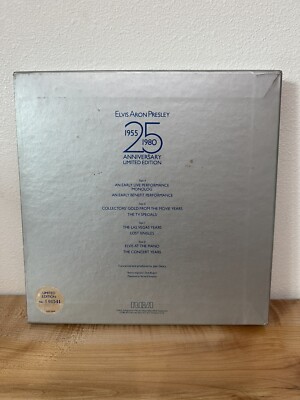 ELVIS ARON PRESLEY
1955 25 1980
ANNIVERSARY
LIMITED EDITION
AN EARLY LIVE PERFORMANCE
MONOLOG
AN EARLY BENEFIT PERFORMANCE
COLLECTORS' GOLD FROM THE MOVIE YEARS
THE TV SPECIALS
THE LAS VEGAS YEARS
LOST SINGLES
ELVIS AT THE PIANO
THE CONCERT YEARS
RCA
LIMITED
EDITION